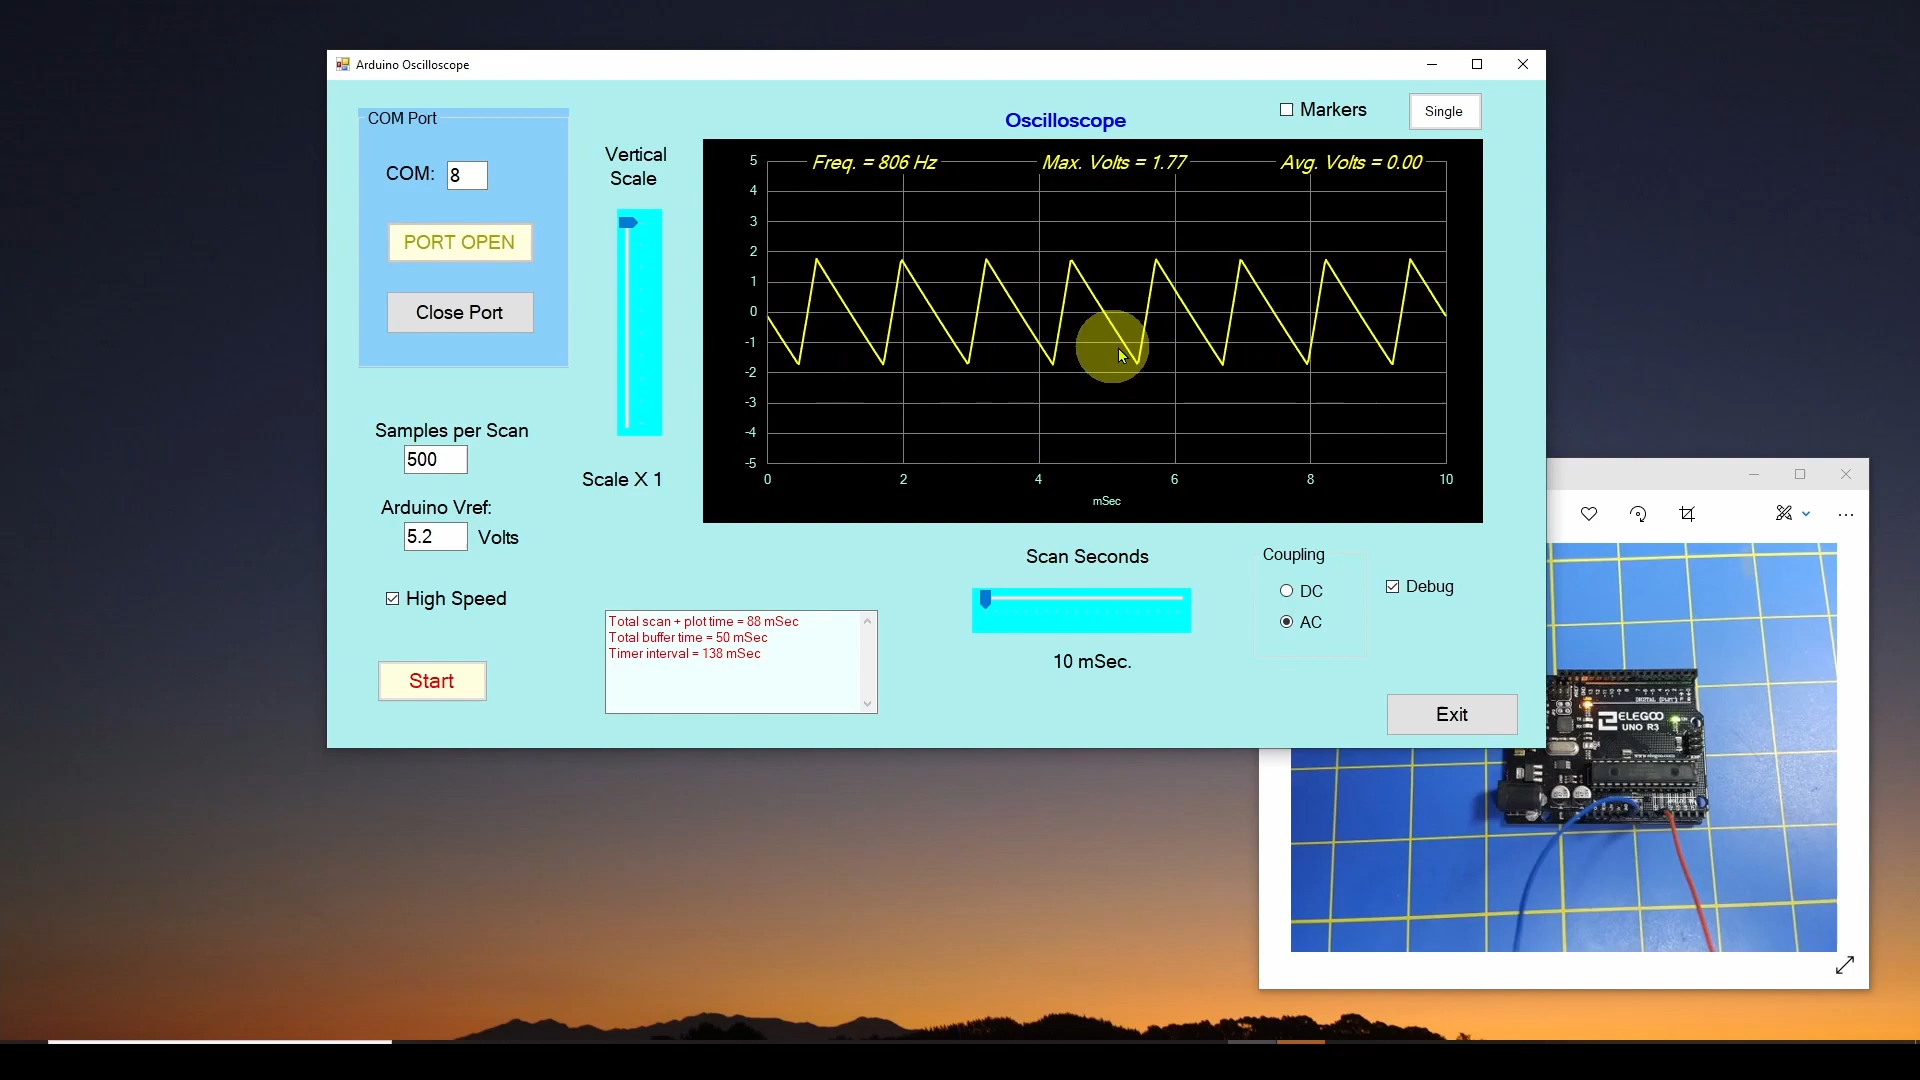 Arduino Oscilloscope
COM Port
COM: 8
PORT OPEN
Close Port
Samples per Scan
500
Arduino Vref:
5.2 Volts
High Speed
Start
Vertical
Scale
Scale X 1
Oscilloscope
Markers
Single
Freq. = 806 Hz
Max. Volts = 1.77
Avg. Volts = 0.00
5
4
3
2
1
0
-1
-2
-3
-4
-5
0 2 4 6 8 10
mSec
Total scan + plot time = 88 mSec
Total buffer time = 50 mSec
Timer interval = 138 mSec
Scan Seconds
10 mSec.
Coupling
DC
AC
Debug
Exit
ELEGOO
UNO R3